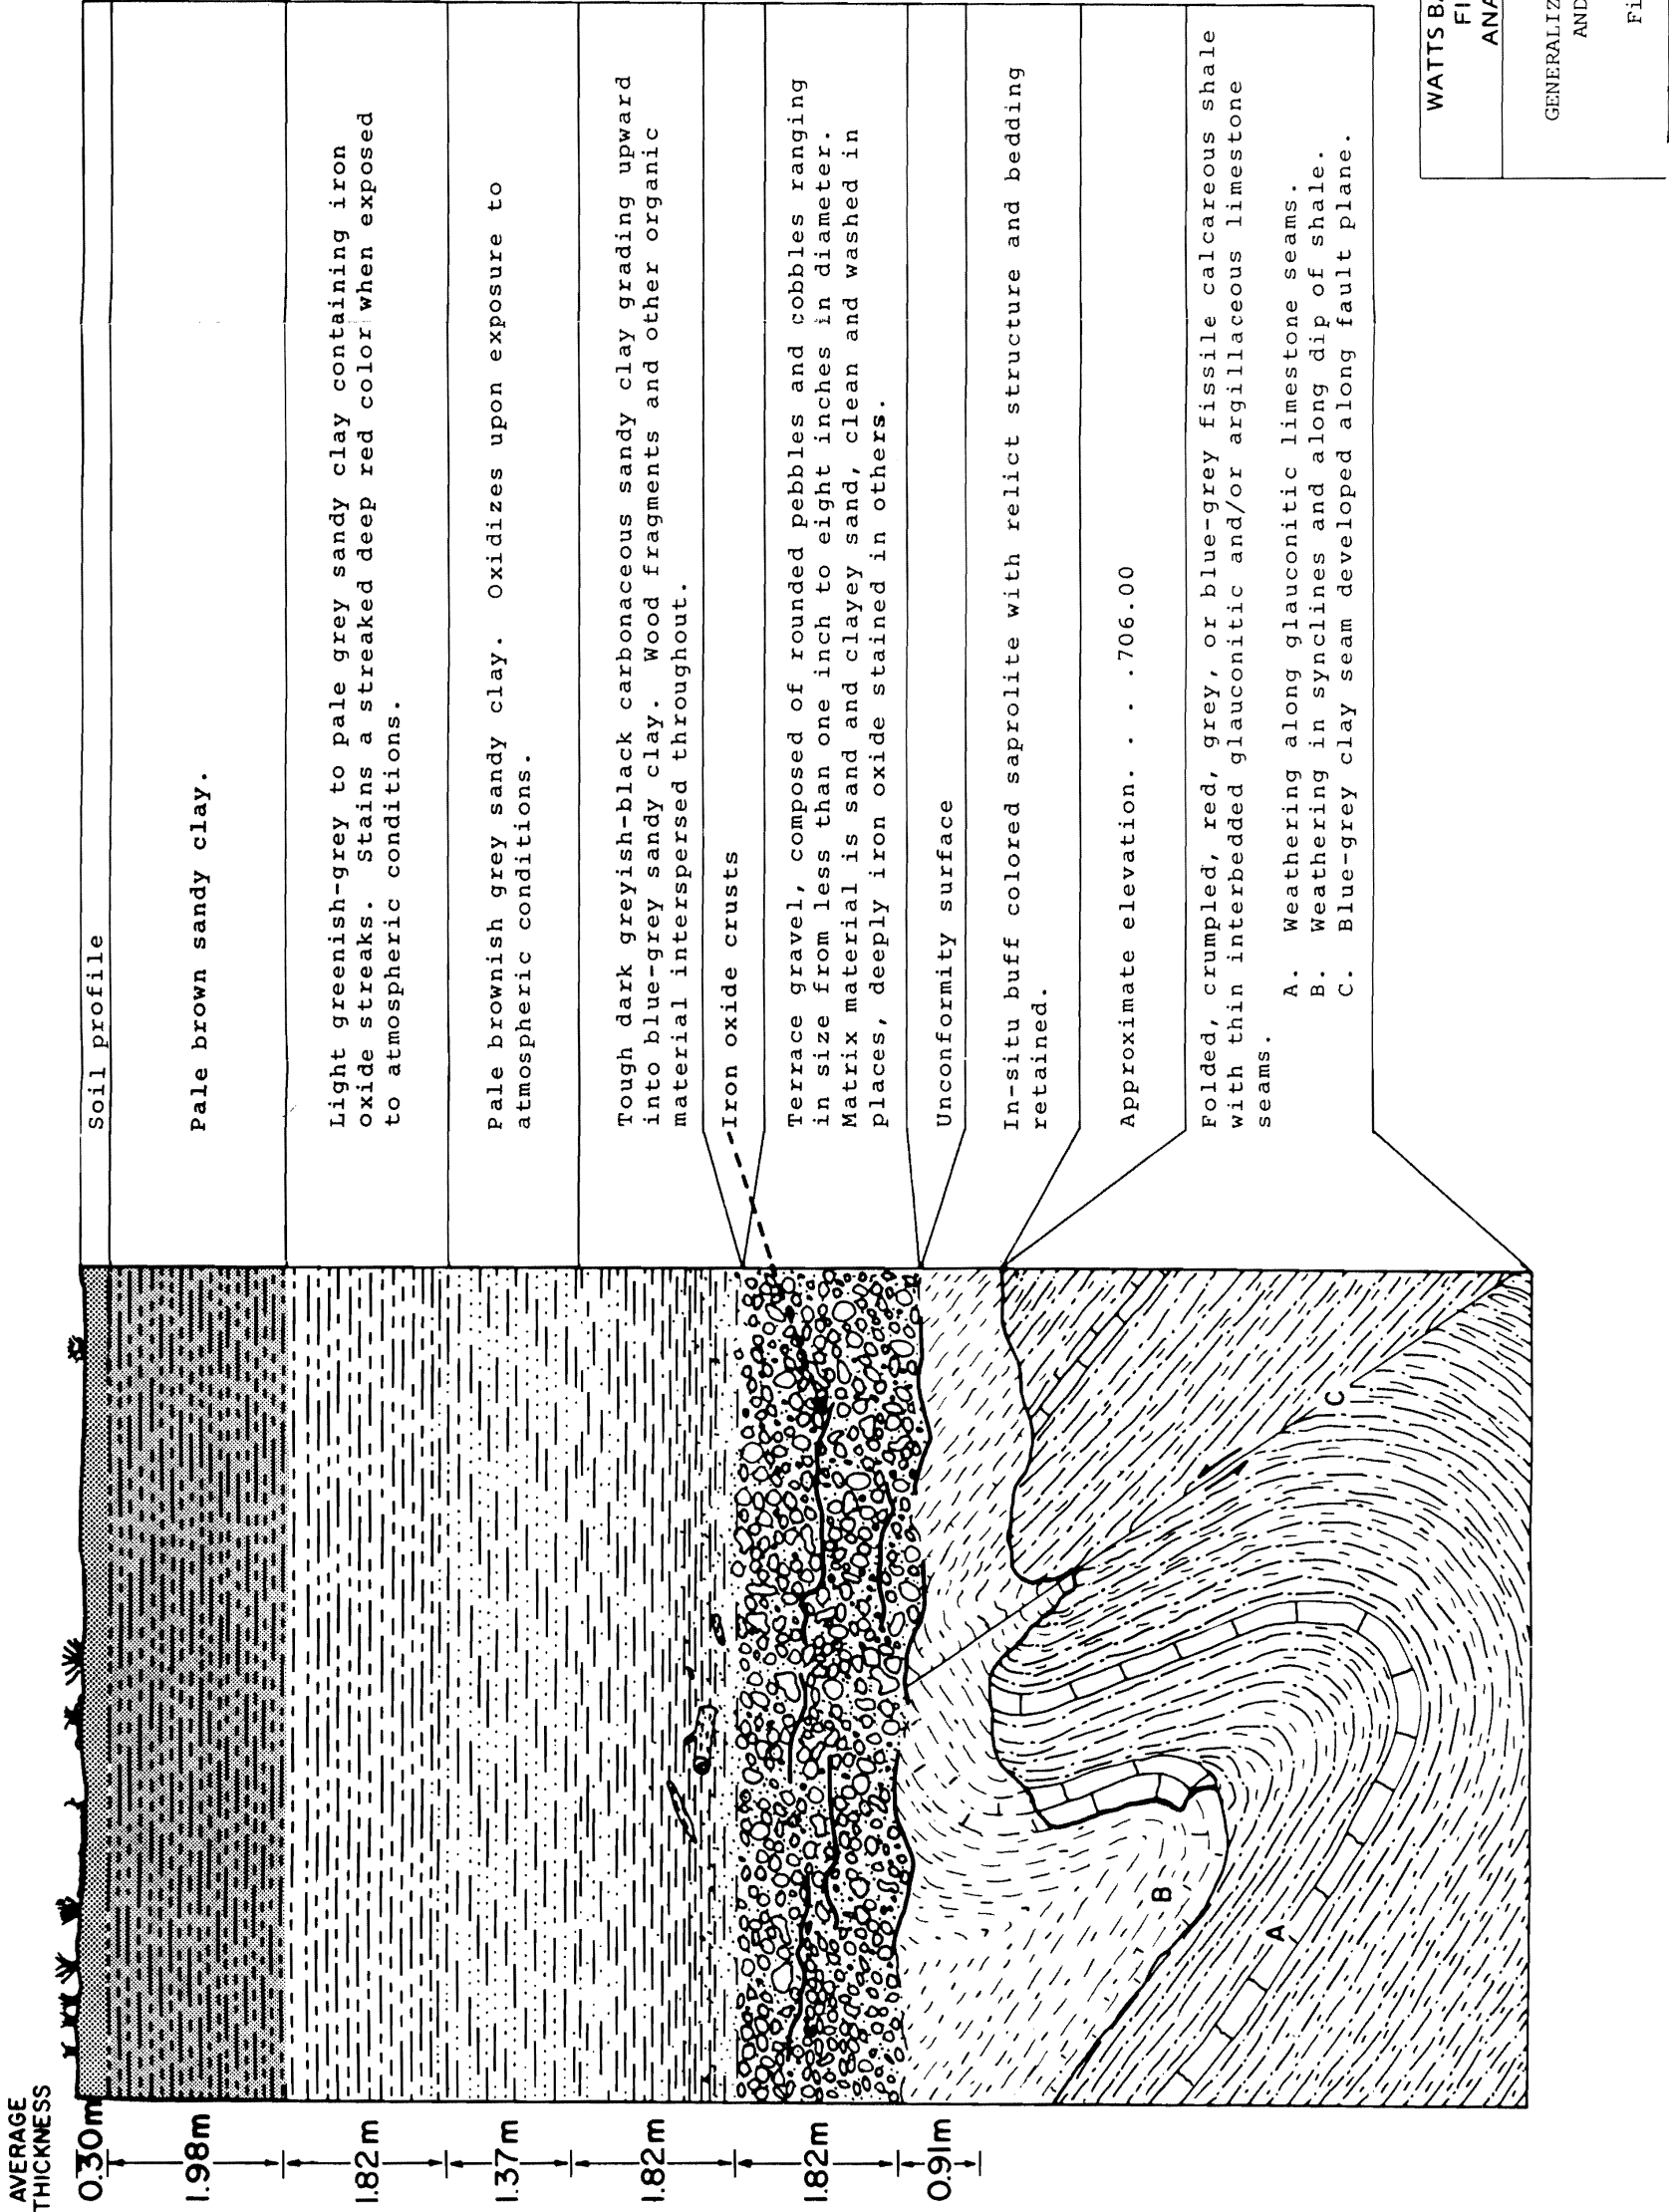 AVERAGE
THICKNESS
0.30m
1.98m
1.82m
1.37m
1.82m
1.82m
0.91m
Soil profile
Pale brown sandy clay.
Light greenish-grey to pale grey sandy clay containing iron
oxide streaks. Stains a streaked deep red color when exposed
to atmospheric conditions.
Pale brownish grey sandy clay. Oxidizes upon exposure to
atmospheric conditions.
Tough dark greyish-black carbonaceous sandy clay grading upward
into blue-grey sandy clay. Wood fragments and other organic
material interspersed throughout.
Iron oxide crusts
Terrace gravel, composed of rounded pebbles and cobbles ranging
in size from less than one inch to eight inches in diameter.
Matrix material is sand and clayey sand, clean and washed in
places, deeply iron oxide stained in others.
Unconformity surface
In-situ buff colored saprolite with relict structure and bedding
retained.
Approximate elevation. . . .706.00
Folded, crumpled, red, grey, or blue-grey fissile calcareous shale
with thin interbedded glauconitic and/or argillaceous limestone
seams.
A. Weathering along glauconitic limestone seams.
B. Weathering in synclines and along dip of shale.
C. Blue-grey clay seam developed along fault plane.
A
B
C
WATTS BA
FI
ANA
GENERALIZ
AND
Fi